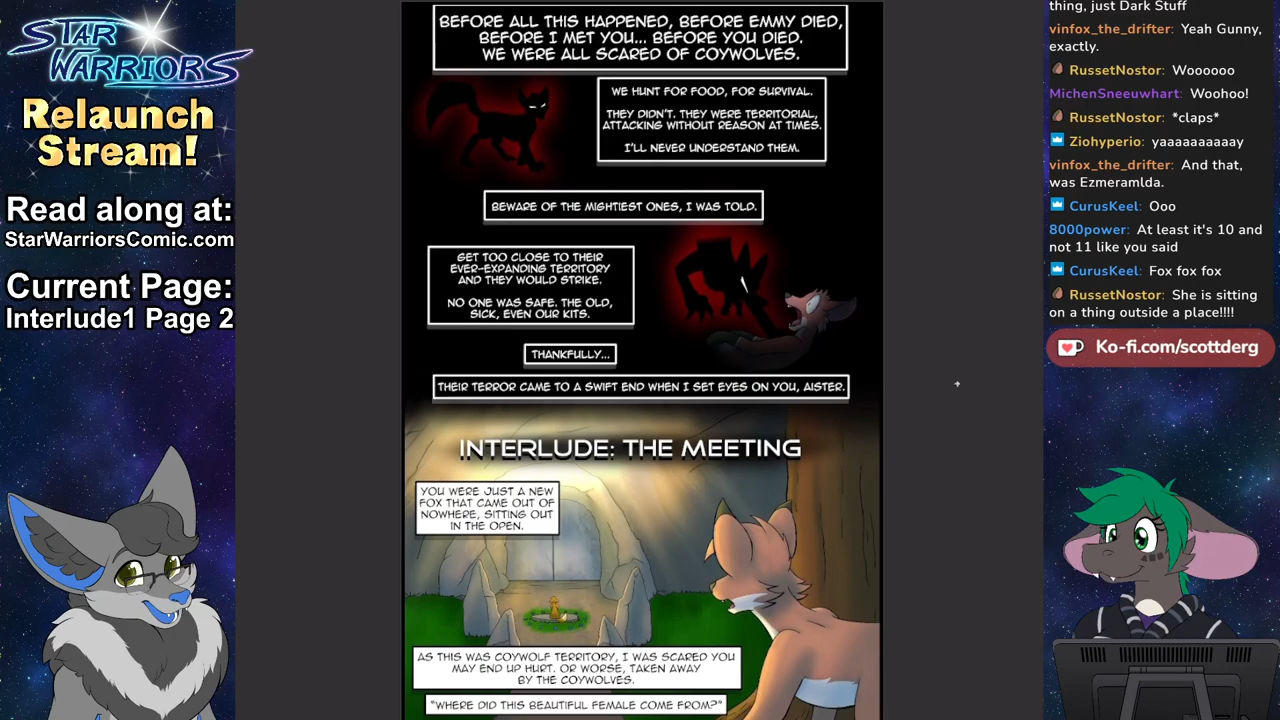 STAR
WARRIORS
Relaunch
Stream!
Read along at:
StarWarriorsComic.com
Current Page:
Interlude1 Page 2
BEFORE ALL THIS HAPPENED, BEFORE EMMY DIED,
BEFORE I MET YOU... BEFORE YOU DIED.
WE WERE ALL SCARED OF COYWOLVES.
WE HUNT FOR FOOD, FOR SURVIVAL.
THEY DIDN'T. THEY WERE TERRITORIAL,
ATTACKING WITHOUT REASON AT TIMES.
I'LL NEVER UNDERSTAND THEM.
BEWARE OF THE MIGHTIEST ONES, I WAS TOLD.
GET TOO CLOSE TO THEIR
EVER-EXPANDING TERRITORY
AND THEY WOULD STRIKE.
NO ONE WAS SAFE. THE OLD,
SICK, EVEN OUR KITS.
THANKFULLY...
THEIR TERROR CAME TO A SWIFT END WHEN I SET EYES ON YOU, AISTER.
INTERLUDE: THE MEETING
YOU WERE JUST A NEW
FOX THAT CAME OUT OF
NOWHERE, SITTING OUT
IN THE OPEN.
AS THIS WAS COYWOLF TERRITORY, I WAS SCARED YOU
MAY END UP HURT. OR WORSE, TAKEN AWAY
BY THE COYWOLVES.
"WHERE DID THIS BEAUTIFUL FEMALE COME FROM?"
thing, just Dark Stuff
vinfox_the_drifter: Yeah Gunny,
exactly.
RussetNostor: Woooooo
MichenSneeuwhart: Woohoo!
RussetNostor: *claps*
Ziohyperio: yaaaaaaaaaay
vinfox_the_drifter: And that,
was Ezmeramlda.
CurusKeel: Ooo
8000power: At least it's 10 and
not 11 like you said
CurusKeel: Fox fox fox
RussetNostor: She is sitting
on a thing outside a place!!!!
Ko-fi.com/scottderg